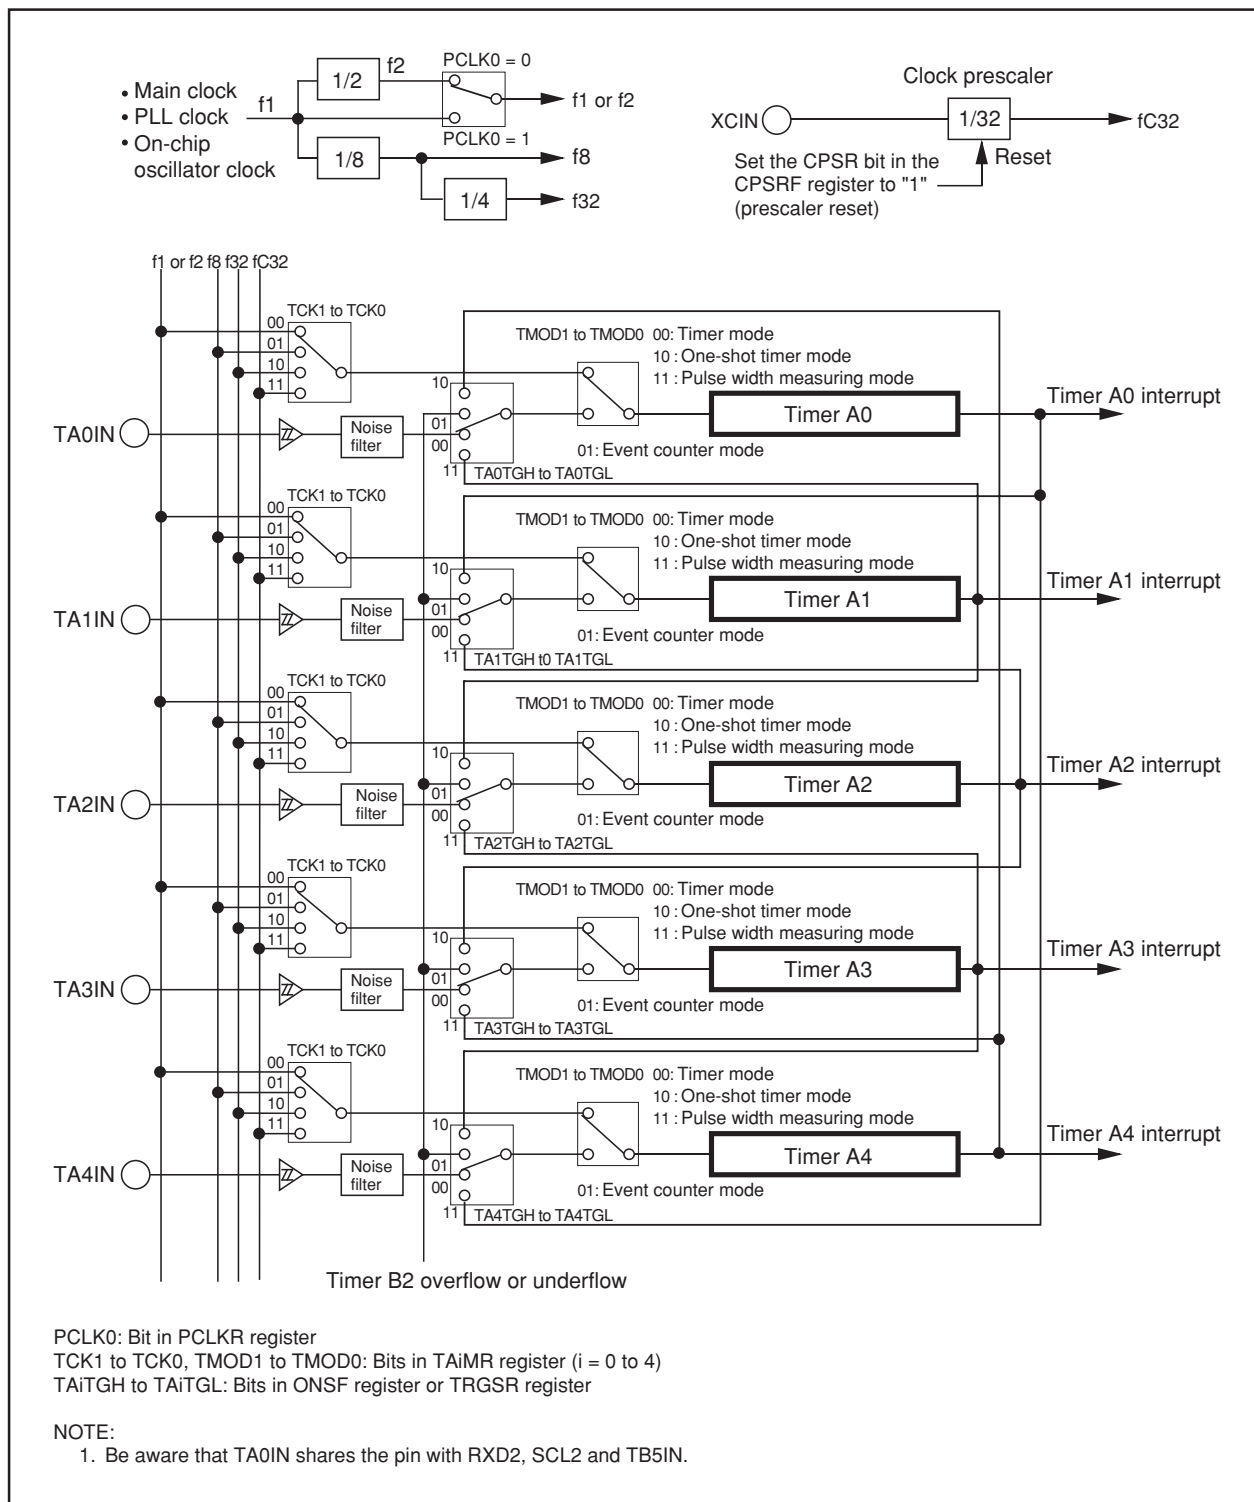 PCLK0 = 0
f2
1/2
• Main clock
• PLL clock
• On-chip
oscillator clock
f1
f1 or f2
PCLK0 = 1
1/8
f8
1/4
f32
Clock prescaler
XCIN
1/32
fC32
Reset
Set the CPSR bit in the
CPSRF register to "1"
(prescaler reset)
f1 or f2 f8 f32 fC32
TCK1 to TCK0
00
01
10
11
TMOD1 to TMOD0 00: Timer mode
10 : One-shot timer mode
11 : Pulse width measuring mode
10
01
00
11
TA0IN
Noise
filter
Timer A0
Timer A0 interrupt
01: Event counter mode
TA0TGH to TA0TGL
TCK1 to TCK0
00
01
10
11
TMOD1 to TMOD0 00: Timer mode
10 : One-shot timer mode
11 : Pulse width measuring mode
10
01
00
11
TA1IN
Noise
filter
Timer A1
Timer A1 interrupt
01: Event counter mode
TA1TGH t0 TA1TGL
TCK1 to TCK0
00
01
10
11
TMOD1 to TMOD0 00: Timer mode
10 : One-shot timer mode
11 : Pulse width measuring mode
10
01
00
11
TA2IN
Noise
filter
Timer A2
Timer A2 interrupt
01: Event counter mode
TA2TGH to TA2TGL
TCK1 to TCK0
00
01
10
11
TMOD1 to TMOD0 00: Timer mode
10 : One-shot timer mode
11 : Pulse width measuring mode
10
01
00
11
TA3IN
Noise
filter
Timer A3
Timer A3 interrupt
01: Event counter mode
TA3TGH to TA3TGL
TCK1 to TCK0
00
01
10
11
TMOD1 to TMOD0 00: Timer mode
10 : One-shot timer mode
11 : Pulse width measuring mode
10
01
00
11
TA4IN
Noise
filter
Timer A4
Timer A4 interrupt
01: Event counter mode
TA4TGH to TA4TGL
Timer B2 overflow or underflow
PCLK0: Bit in PCLKR register
TCK1 to TCK0, TMOD1 to TMOD0: Bits in TAiMR register (i = 0 to 4)
TAiTGH to TAiTGL: Bits in ONSF register or TRGSR register
NOTE:
1. Be aware that TA0IN shares the pin with RXD2, SCL2 and TB5IN.